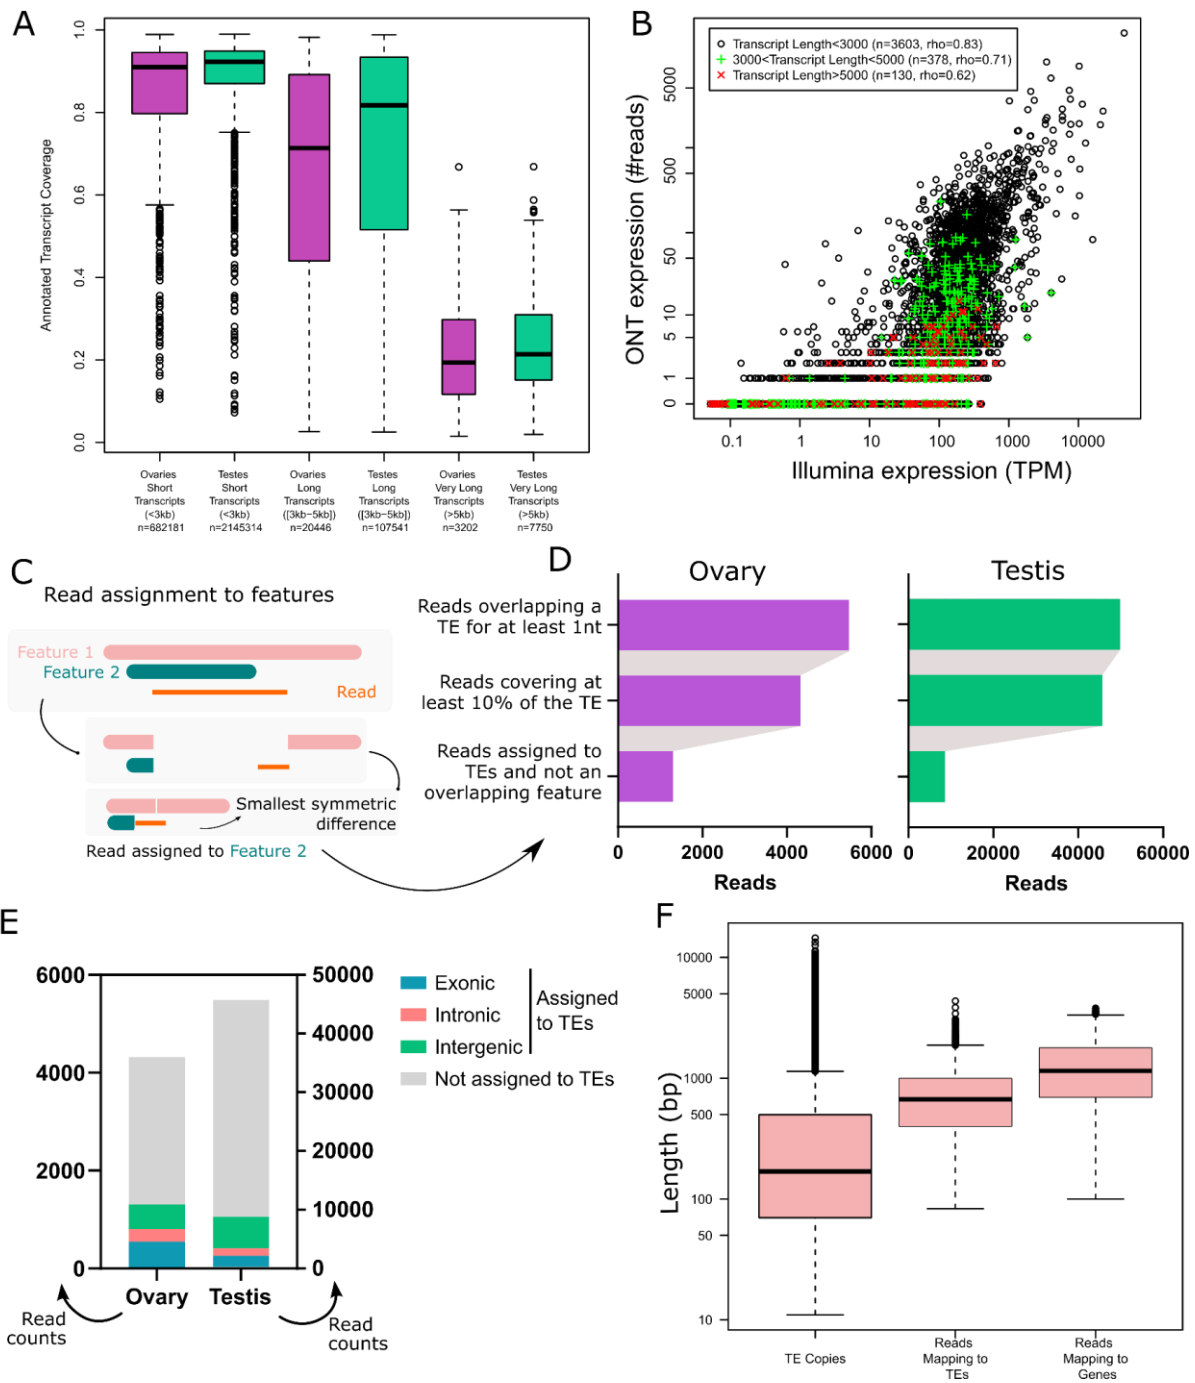 A
1.0
0.8
0.6
0.4
0.2
0.0
Annotated Transcript Coverage
Ovaries
Short
Transcripts
(<3kb)
n=682181
Testes
Short
Transcripts
(<3kb)
n=2145314
Ovaries
Long
Transcripts
([3kb–5kb])
n=20446
Testes
Long
Transcripts
([3kb–5kb])
n=107541
Ovaries
Very Long
Transcripts
(>5kb)
n=3202
Testes
Very Long
Transcripts
(>5kb)
n=7750
B
Transcript Length<3000 (n=3603, rho=0.83)
3000<Transcript Length<5000 (n=378, rho=0.71)
Transcript Length>5000 (n=130, rho=0.62)
ONT expression (#reads)
5000
500
50
10
5
1
0
0.1
1
10
100
1000
10000
Illumina expression (TPM)
C
Read assignment to features
Feature 1
Feature 2
Read
Smallest symmetric
difference
Read assigned to Feature 2
D
Ovary
Testis
Reads overlapping a
TE for at least 1nt
Reads covering at
least 10% of the TE
Reads assigned to
TEs and not an
overlapping feature
0
2000
4000
6000
Reads
0
20000
40000
60000
Reads
E
6000
4000
2000
0
50000
40000
30000
20000
10000
0
Ovary
Testis
Read
counts
Read
counts
Exonic
Intronic
Intergenic
Assigned
to TEs
Not assigned to TEs
F
Length (bp)
10000
5000
1000
500
100
50
10
TE Copies
Reads
Mapping to
TEs
Reads
Mapping to
Genes